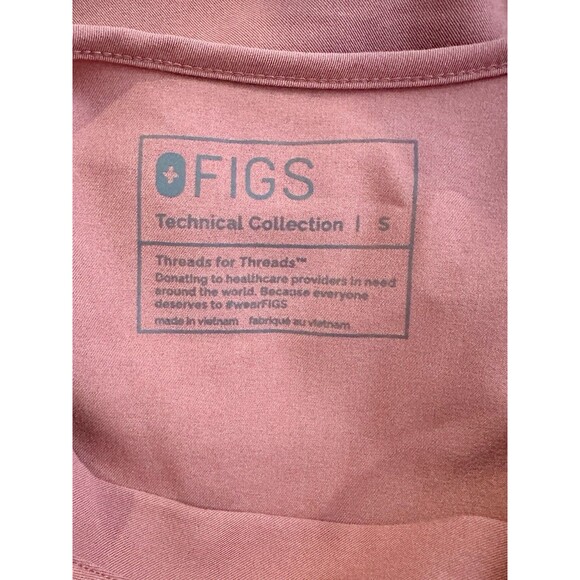 FIGS
Technical Collection | S
Threads for Threads™
Donating to healthcare providers in need
around the world. Because everyone
deserves to #wearFIGS
made in vietnam fabriqué au vietnam